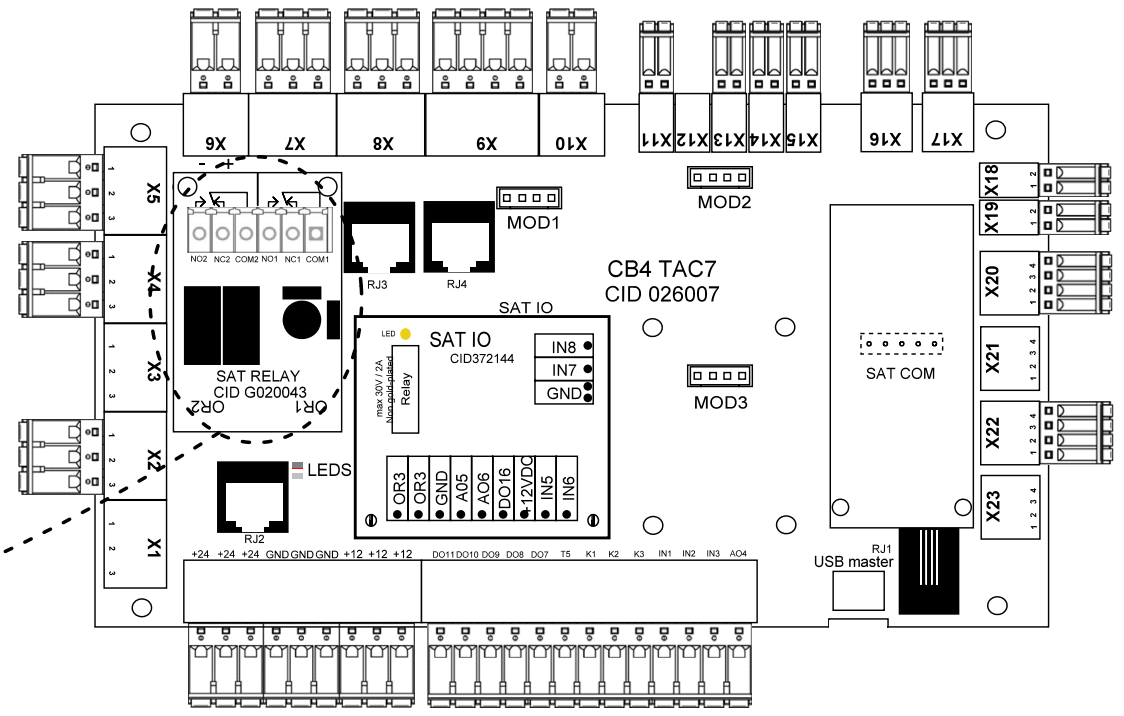 X6
X7
X8
X9
X10
X11
X12
X13
X14
X15
X16
X17
- +
NO2 NC2 COM2 NO1 NC1 COM1
SAT RELAY
CID G020043
OR2
OR1
RJ3
RJ4
MOD1
MOD2
CB4 TAC7
CID 026007
SAT IO
LED
SAT IO
CID372144
max 30V / 2A
Non gold-plated
Relay
IN8
IN7
GND
OR3
OR3
GND
A05
AO6
DO16
+12VDC
IN5
IN6
MOD3
SAT COM
1 2 3
X5
1 2 3
X4
1 2 3
X3
1 2 3
X2
1 2 3
X1
X18
1 2
X19
1 2
X20
1 2 3 4
X21
1 2 3 4
X22
1 2 3 4
X23
1 2 3 4
LEDS
RJ2
RJ1
USB master
+24 +24 +24 GND GND GND +12 +12 +12
DO11 DO10 DO9 DO8 DO7 T5 K1 K2 K3 IN1 IN2 IN3 AO4